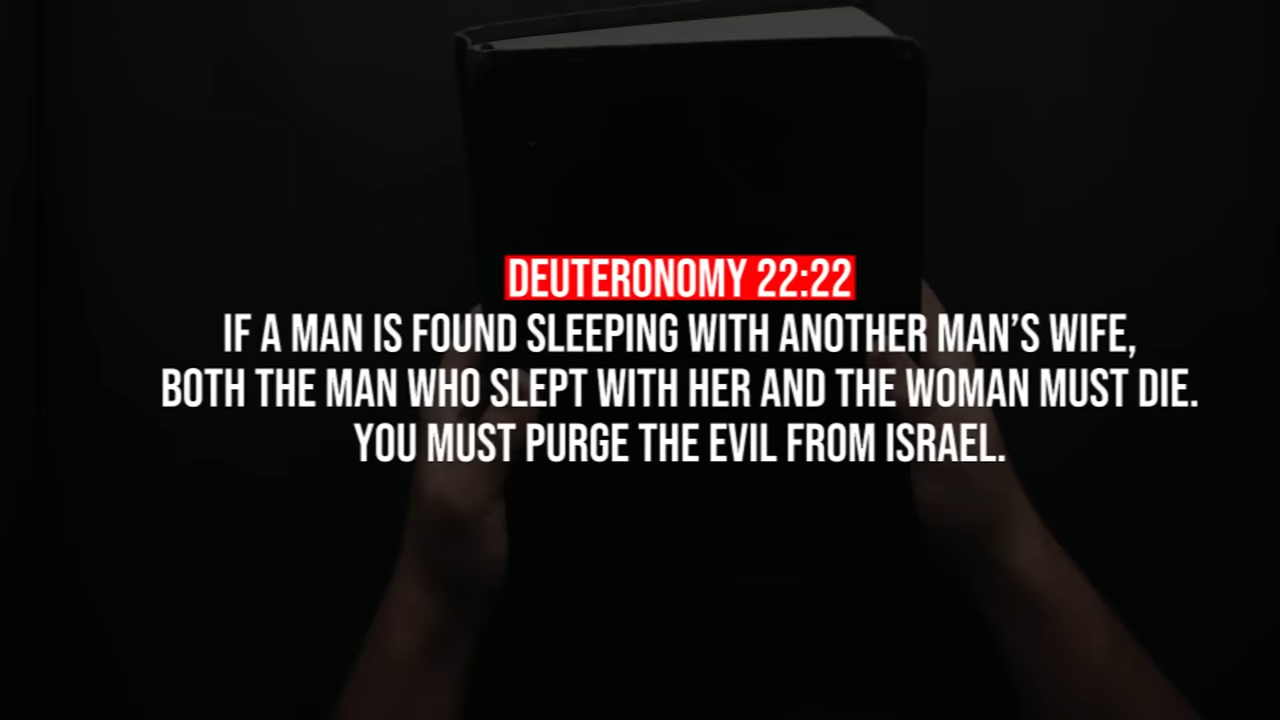 DEUTERONOMY 22:22
IF A MAN IS FOUND SLEEPING WITH ANOTHER MAN’S WIFE,
BOTH THE MAN WHO SLEPT WITH HER AND THE WOMAN MUST DIE.
YOU MUST PURGE THE EVIL FROM ISRAEL.